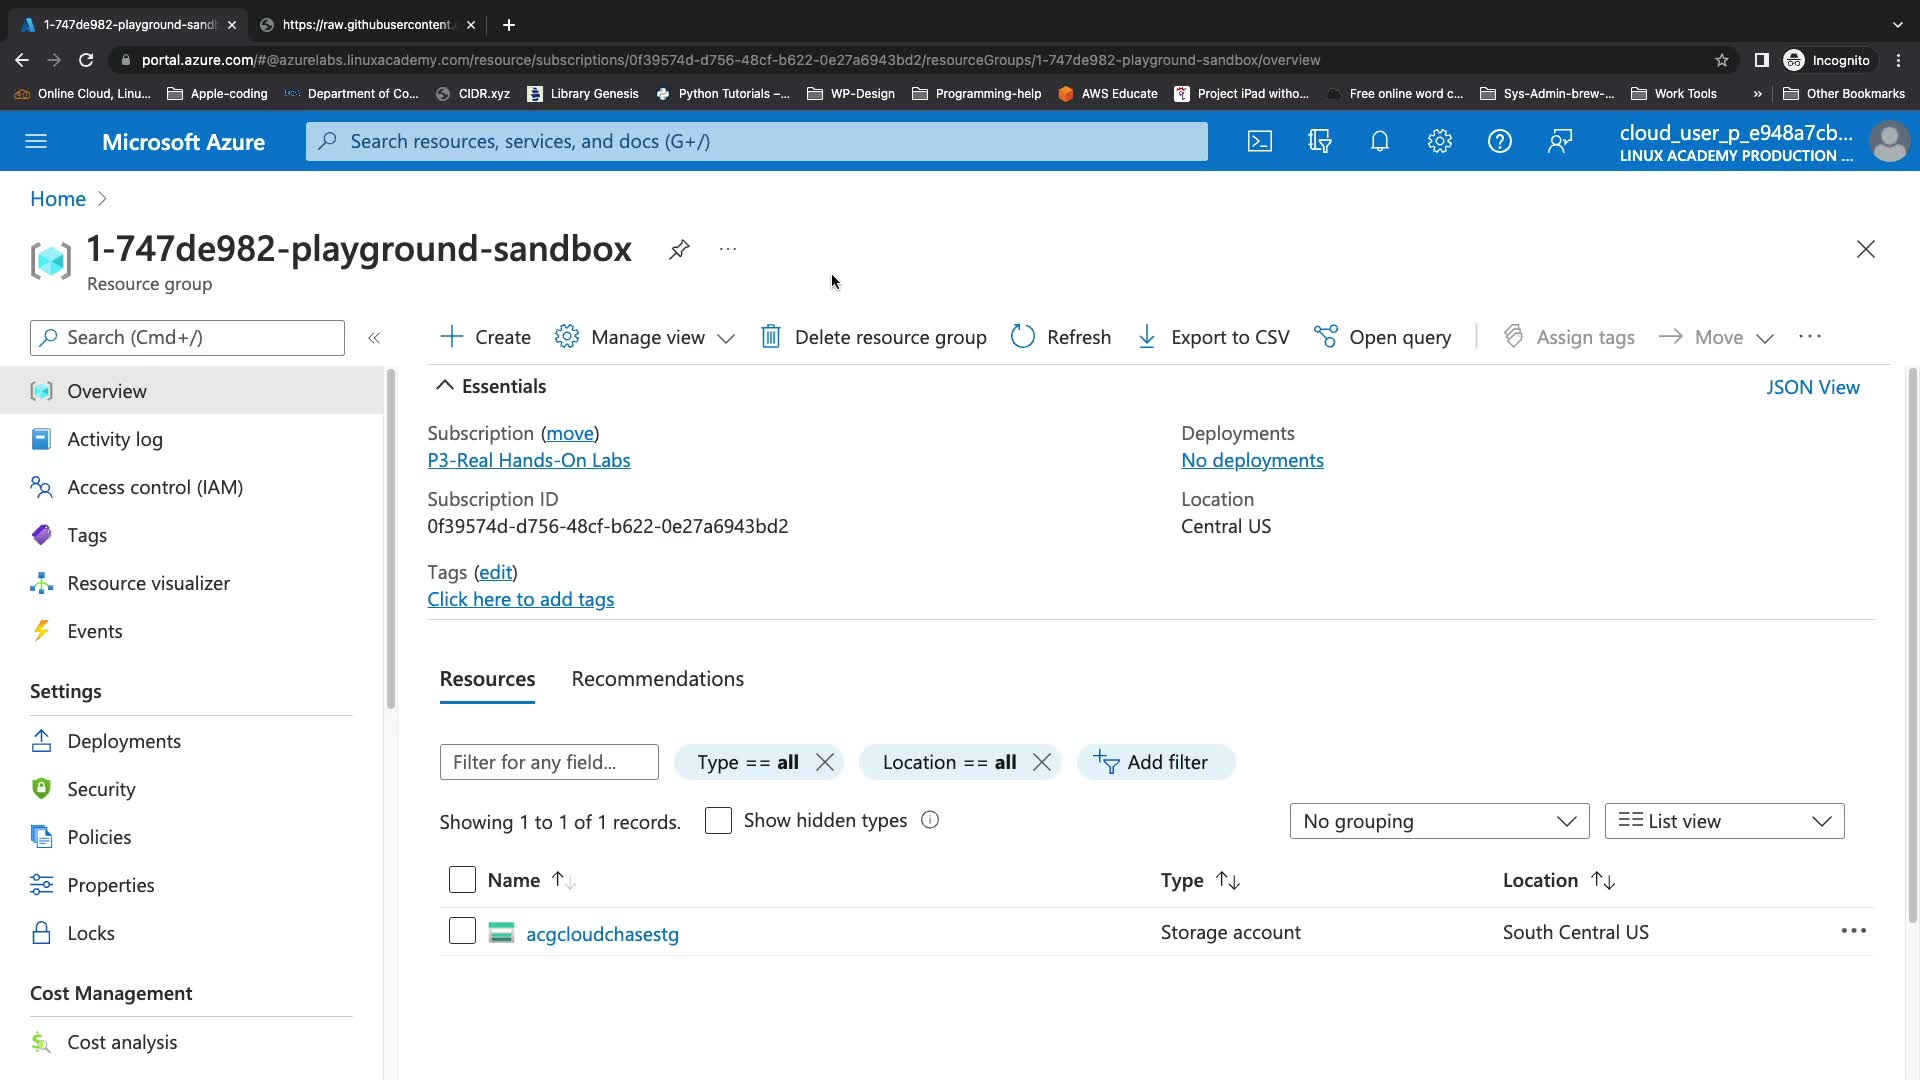 1-747de982-playground-sand
https://raw.githubusercontent.
portal.azure.com/#@azurelabs.linuxacademy.com/resource/subscriptions/0f39574d-d756-48cf-b622-0e27a6943bd2/resourceGroups/1-747de982-playground-sandbox/overview
Incognito
Online Cloud, Linu...
Apple-coding
Department of Co...
CIDR.xyz
Library Genesis
Python Tutorials –...
WP-Design
Programming-help
AWS Educate
Project iPad witho...
Free online word c...
Sys-Admin-brew-...
Work Tools
»
Other Bookmarks
Microsoft Azure
Search resources, services, and docs (G+/)
cloud_user_p_e948a7cb...
LINUX ACADEMY PRODUCTION ...
Home
1-747de982-playground-sandbox
...
Resource group
Search (Cmd+/)
«
Create
Manage view
Delete resource group
Refresh
Export to CSV
Open query
Assign tags
Move
...
Overview
Activity log
Access control (IAM)
Tags
Resource visualizer
Events
Settings
Deployments
Security
Policies
Properties
Locks
Cost Management
Cost analysis
Essentials
JSON View
Subscription (move)
P3-Real Hands-On Labs
Subscription ID
0f39574d-d756-48cf-b622-0e27a6943bd2
Tags (edit)
Click here to add tags
Deployments
No deployments
Location
Central US
Resources
Recommendations
Filter for any field...
Type == all
Location == all
Add filter
Showing 1 to 1 of 1 records.
Show hidden types
No grouping
List view
Name
Type
Location
acgcloudchasestg
Storage account
South Central US
...